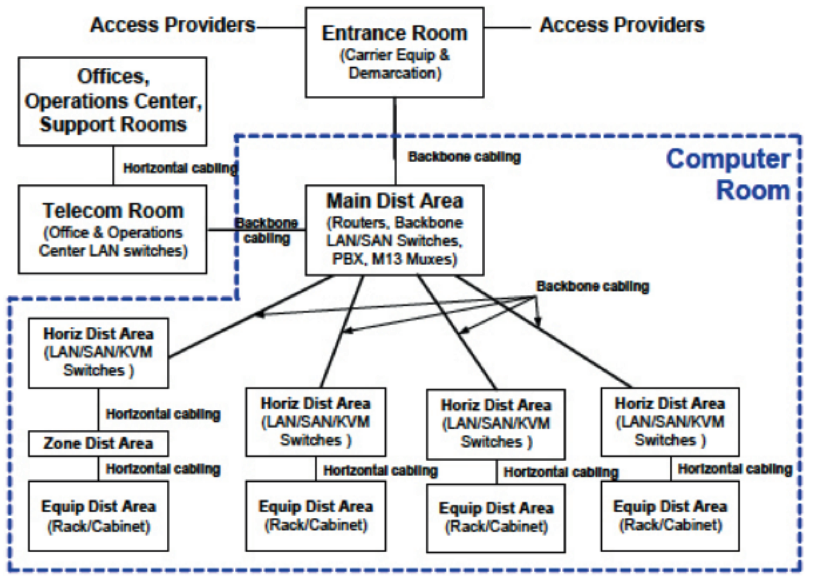 Access Providers
Entrance Room
(Carrier Equip &
Demarcation)
Access Providers
Offices,
Operations Center,
Support Rooms
Horizontal cabling
Backbone cabling
Computer
Room
Telecom Room
(Office & Operations
Center LAN switches)
Backbone
cabling
Main Dist Area
(Routers, Backbone
LAN/SAN Switches,
PBX, M13 Muxes)
Backbone cabling
Horiz Dist Area
(LAN/SAN/KVM
Switches )
Horizontal cabling
Zone Dist Area
Horizontal cabling
Equip Dist Area
(Rack/Cabinet)
Horiz Dist Area
(LAN/SAN/KVM
Switches )
Horizontal cabling
Equip Dist Area
(Rack/Cabinet)
Horiz Dist Area
(LAN/SAN/KVM
Switches )
Horizontal cabling
Equip Dist Area
(Rack/Cabinet)
Horiz Dist Area
(LAN/SAN/KVM
Switches )
Horizontal cabling
Equip Dist Area
(Rack/Cabinet)